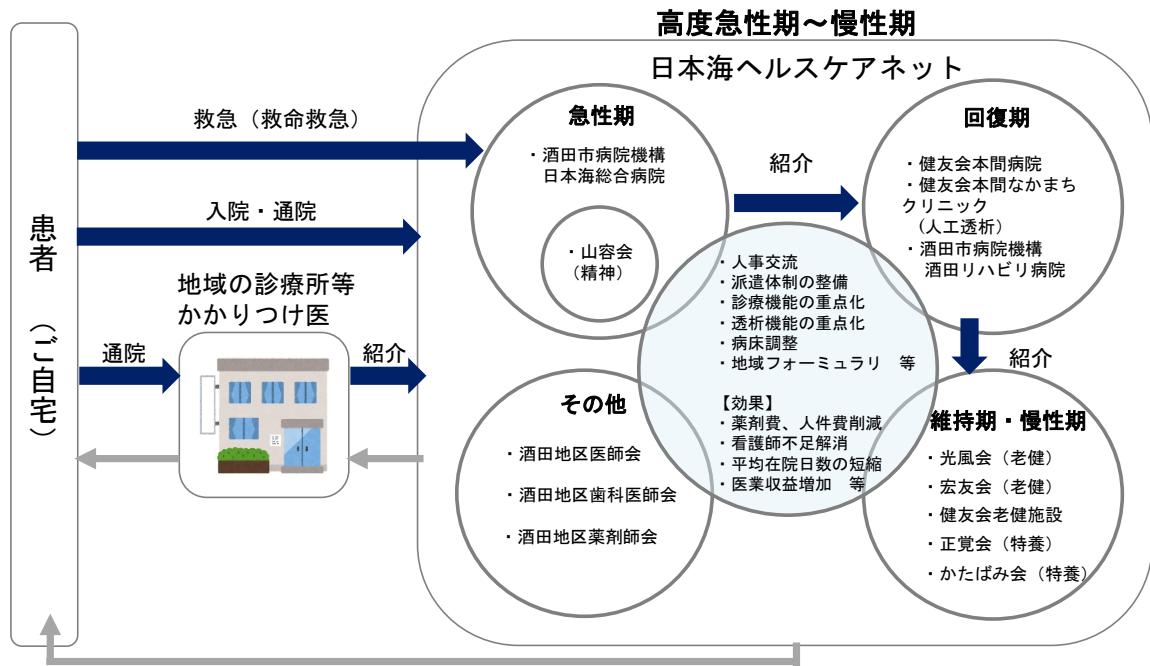 高度急性期～慢性期
日本海ヘルスケアネット
患者（ご自宅）
救急（救命救急）
入院・通院
地域の診療所等
かかりつけ医
通院
紹介
急性期
・酒田市病院機構
日本海総合病院
・山容会
（精神）
紹介
回復期
・健友会本間病院
・健友会本間なかまち
クリニック
（人工透析）
・酒田市病院機構
酒田リハビリ病院
・人事交流
・派遣体制の整備
・診療機能の重点化
・透析機能の重点化
・病床調整
・地域フォーミュラリ　等
【効果】
・薬剤費、人件費削減
・看護師不足解消
・平均在院日数の短縮
・医業収益増加　等
紹介
その他
・酒田地区医師会
・酒田地区歯科医師会
・酒田地区薬剤師会
維持期・慢性期
・光風会（老健）
・宏友会（老健）
・健友会老健施設
・正覚会（特養）
・かたばみ会（特養）